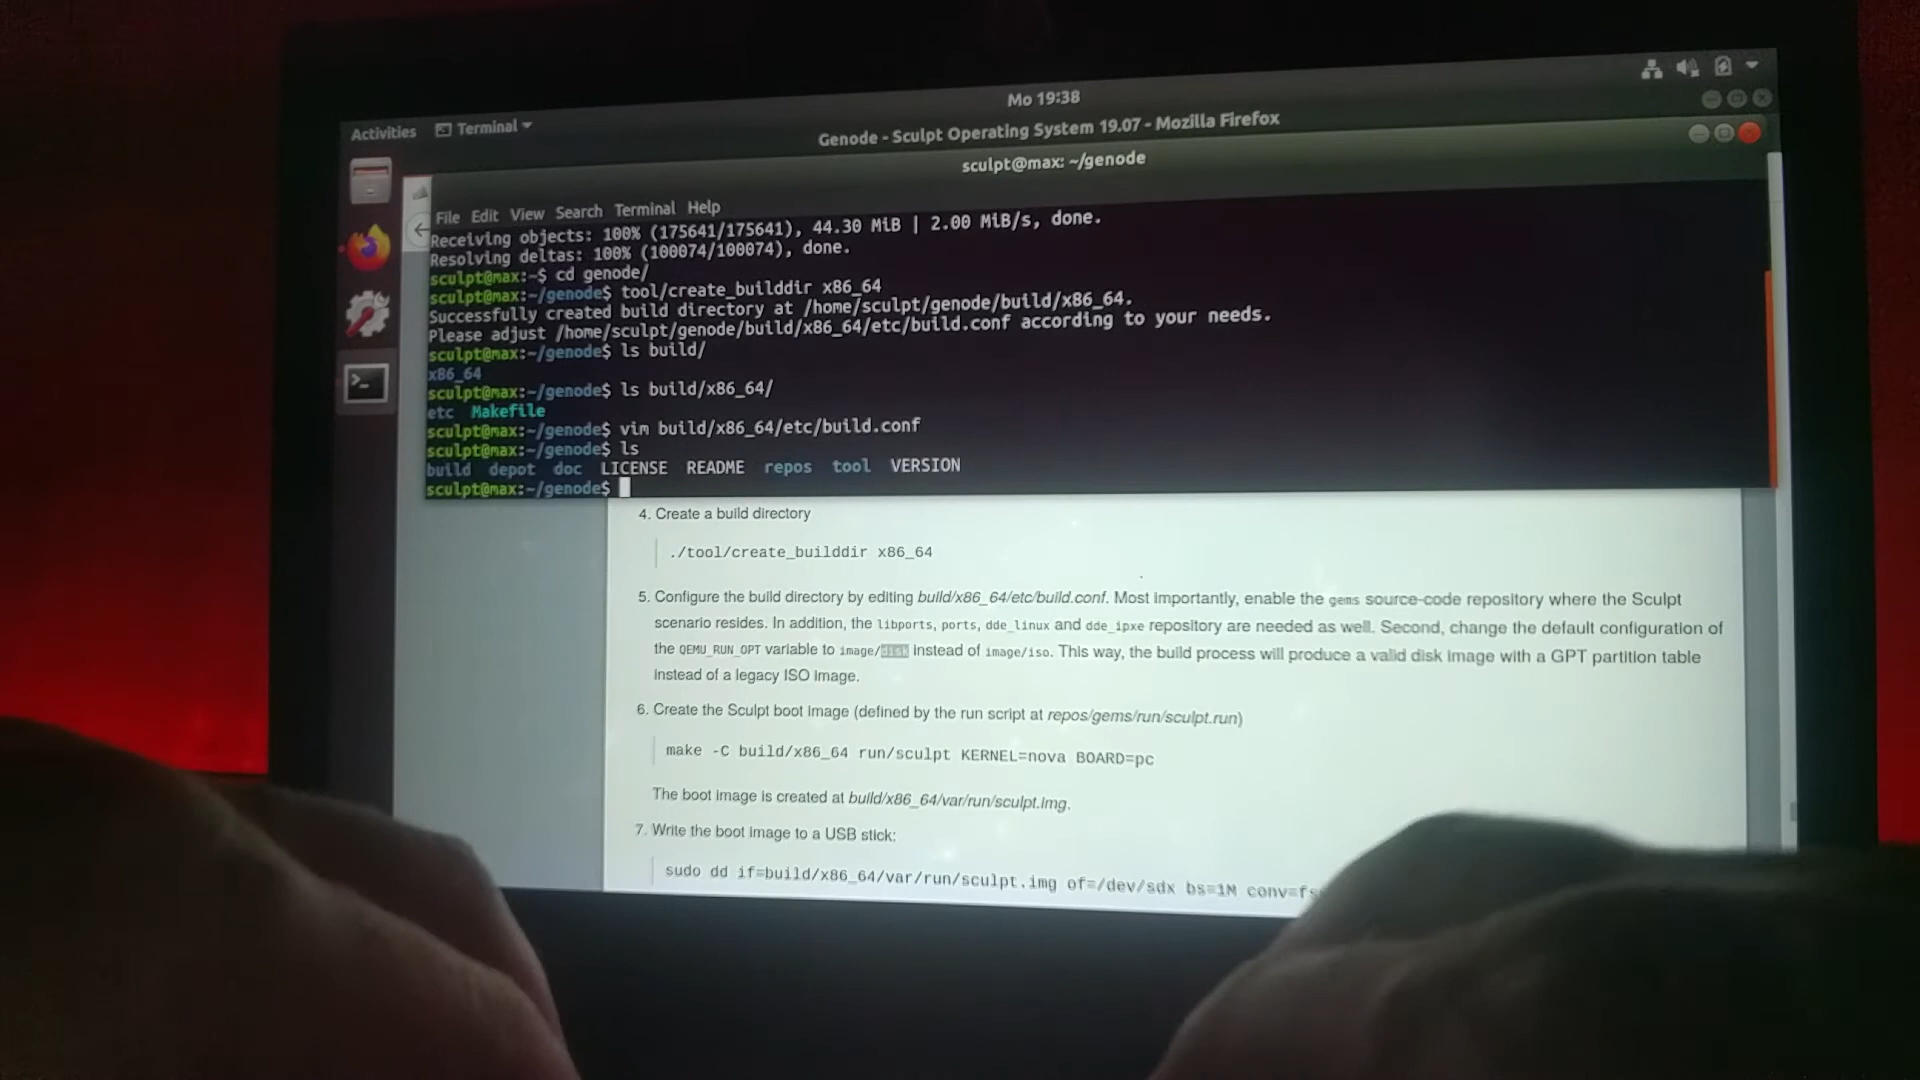 Mo 19:38
Activities Terminal
Genode - Sculpt Operating System 19.07 - Mozilla Firefox
sculpt@max: ~/genode
File Edit View Search Terminal Help
Receiving objects: 100% (175641/175641), 44.30 MiB | 2.00 MiB/s, done.
Resolving deltas: 100% (100074/100074), done.
sculpt@max:~$ cd genode/
sculpt@max:~/genode$ tool/create_builddir x86_64
Successfully created build directory at /home/sculpt/genode/build/x86_64.
Please adjust /home/sculpt/genode/build/x86_64/etc/build.conf according to your needs.
sculpt@max:~/genode$ ls build/
x86_64
sculpt@max:~/genode$ ls build/x86_64/
etc Makefile
sculpt@max:~/genode$ vim build/x86_64/etc/build.conf
sculpt@max:~/genode$ ls
build depot doc LICENSE README repos tool VERSION
sculpt@max:~/genode$
4. Create a build directory
./tool/create_builddir x86_64
5. Configure the build directory by editing build/x86_64/etc/build.conf. Most importantly, enable the gems source-code repository where the Sculpt
scenario resides. In addition, the libports, ports, dde_linux and dde_ipxe repository are needed as well. Second, change the default configuration of
the QEMU_RUN_OPT variable to image/disk instead of image/iso. This way, the build process will produce a valid disk image with a GPT partition table
instead of a legacy ISO image.
6. Create the Sculpt boot image (defined by the run script at repos/gems/run/sculpt.run)
make -C build/x86_64 run/sculpt KERNEL=nova BOARD=pc
The boot image is created at build/x86_64/var/run/sculpt.img.
7. Write the boot image to a USB stick:
sudo dd if=build/x86_64/var/run/sculpt.img of=/dev/sdx bs=1M